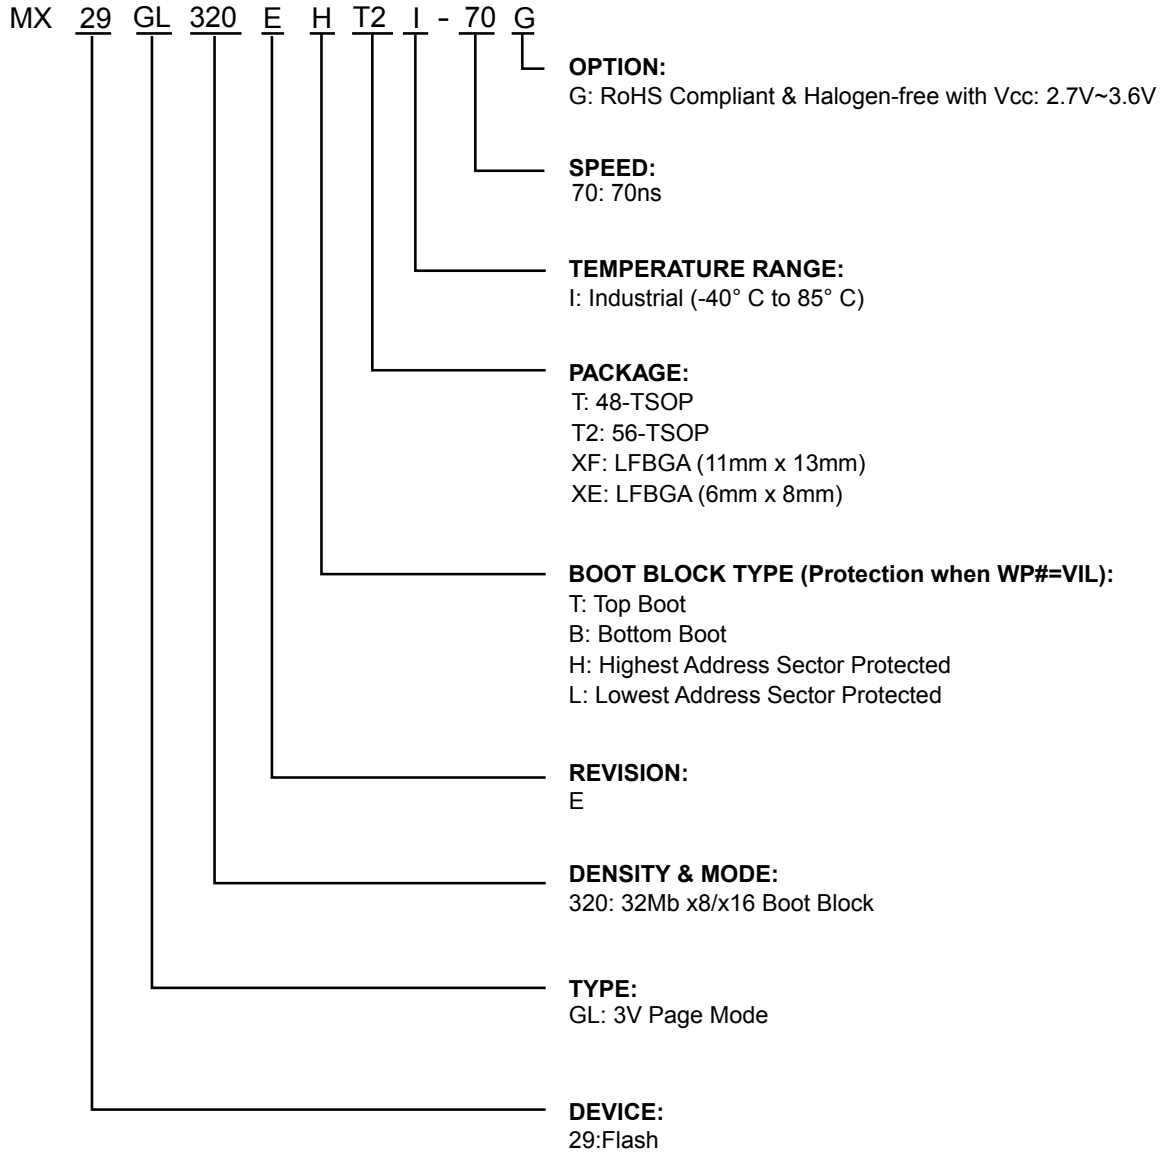 MX 29 GL 320 E H T2 I - 70 G
OPTION:
G: RoHS Compliant & Halogen-free with Vcc: 2.7V~3.6V
SPEED:
70: 70ns
TEMPERATURE RANGE:
I: Industrial (-40° C to 85° C)
PACKAGE:
T: 48-TSOP
T2: 56-TSOP
XF: LFBGA (11mm x 13mm)
XE: LFBGA (6mm x 8mm)
BOOT BLOCK TYPE (Protection when WP#=VIL):
T: Top Boot
B: Bottom Boot
H: Highest Address Sector Protected
L: Lowest Address Sector Protected
REVISION:
E
DENSITY & MODE:
320: 32Mb x8/x16 Boot Block
TYPE:
GL: 3V Page Mode
DEVICE:
29:Flash